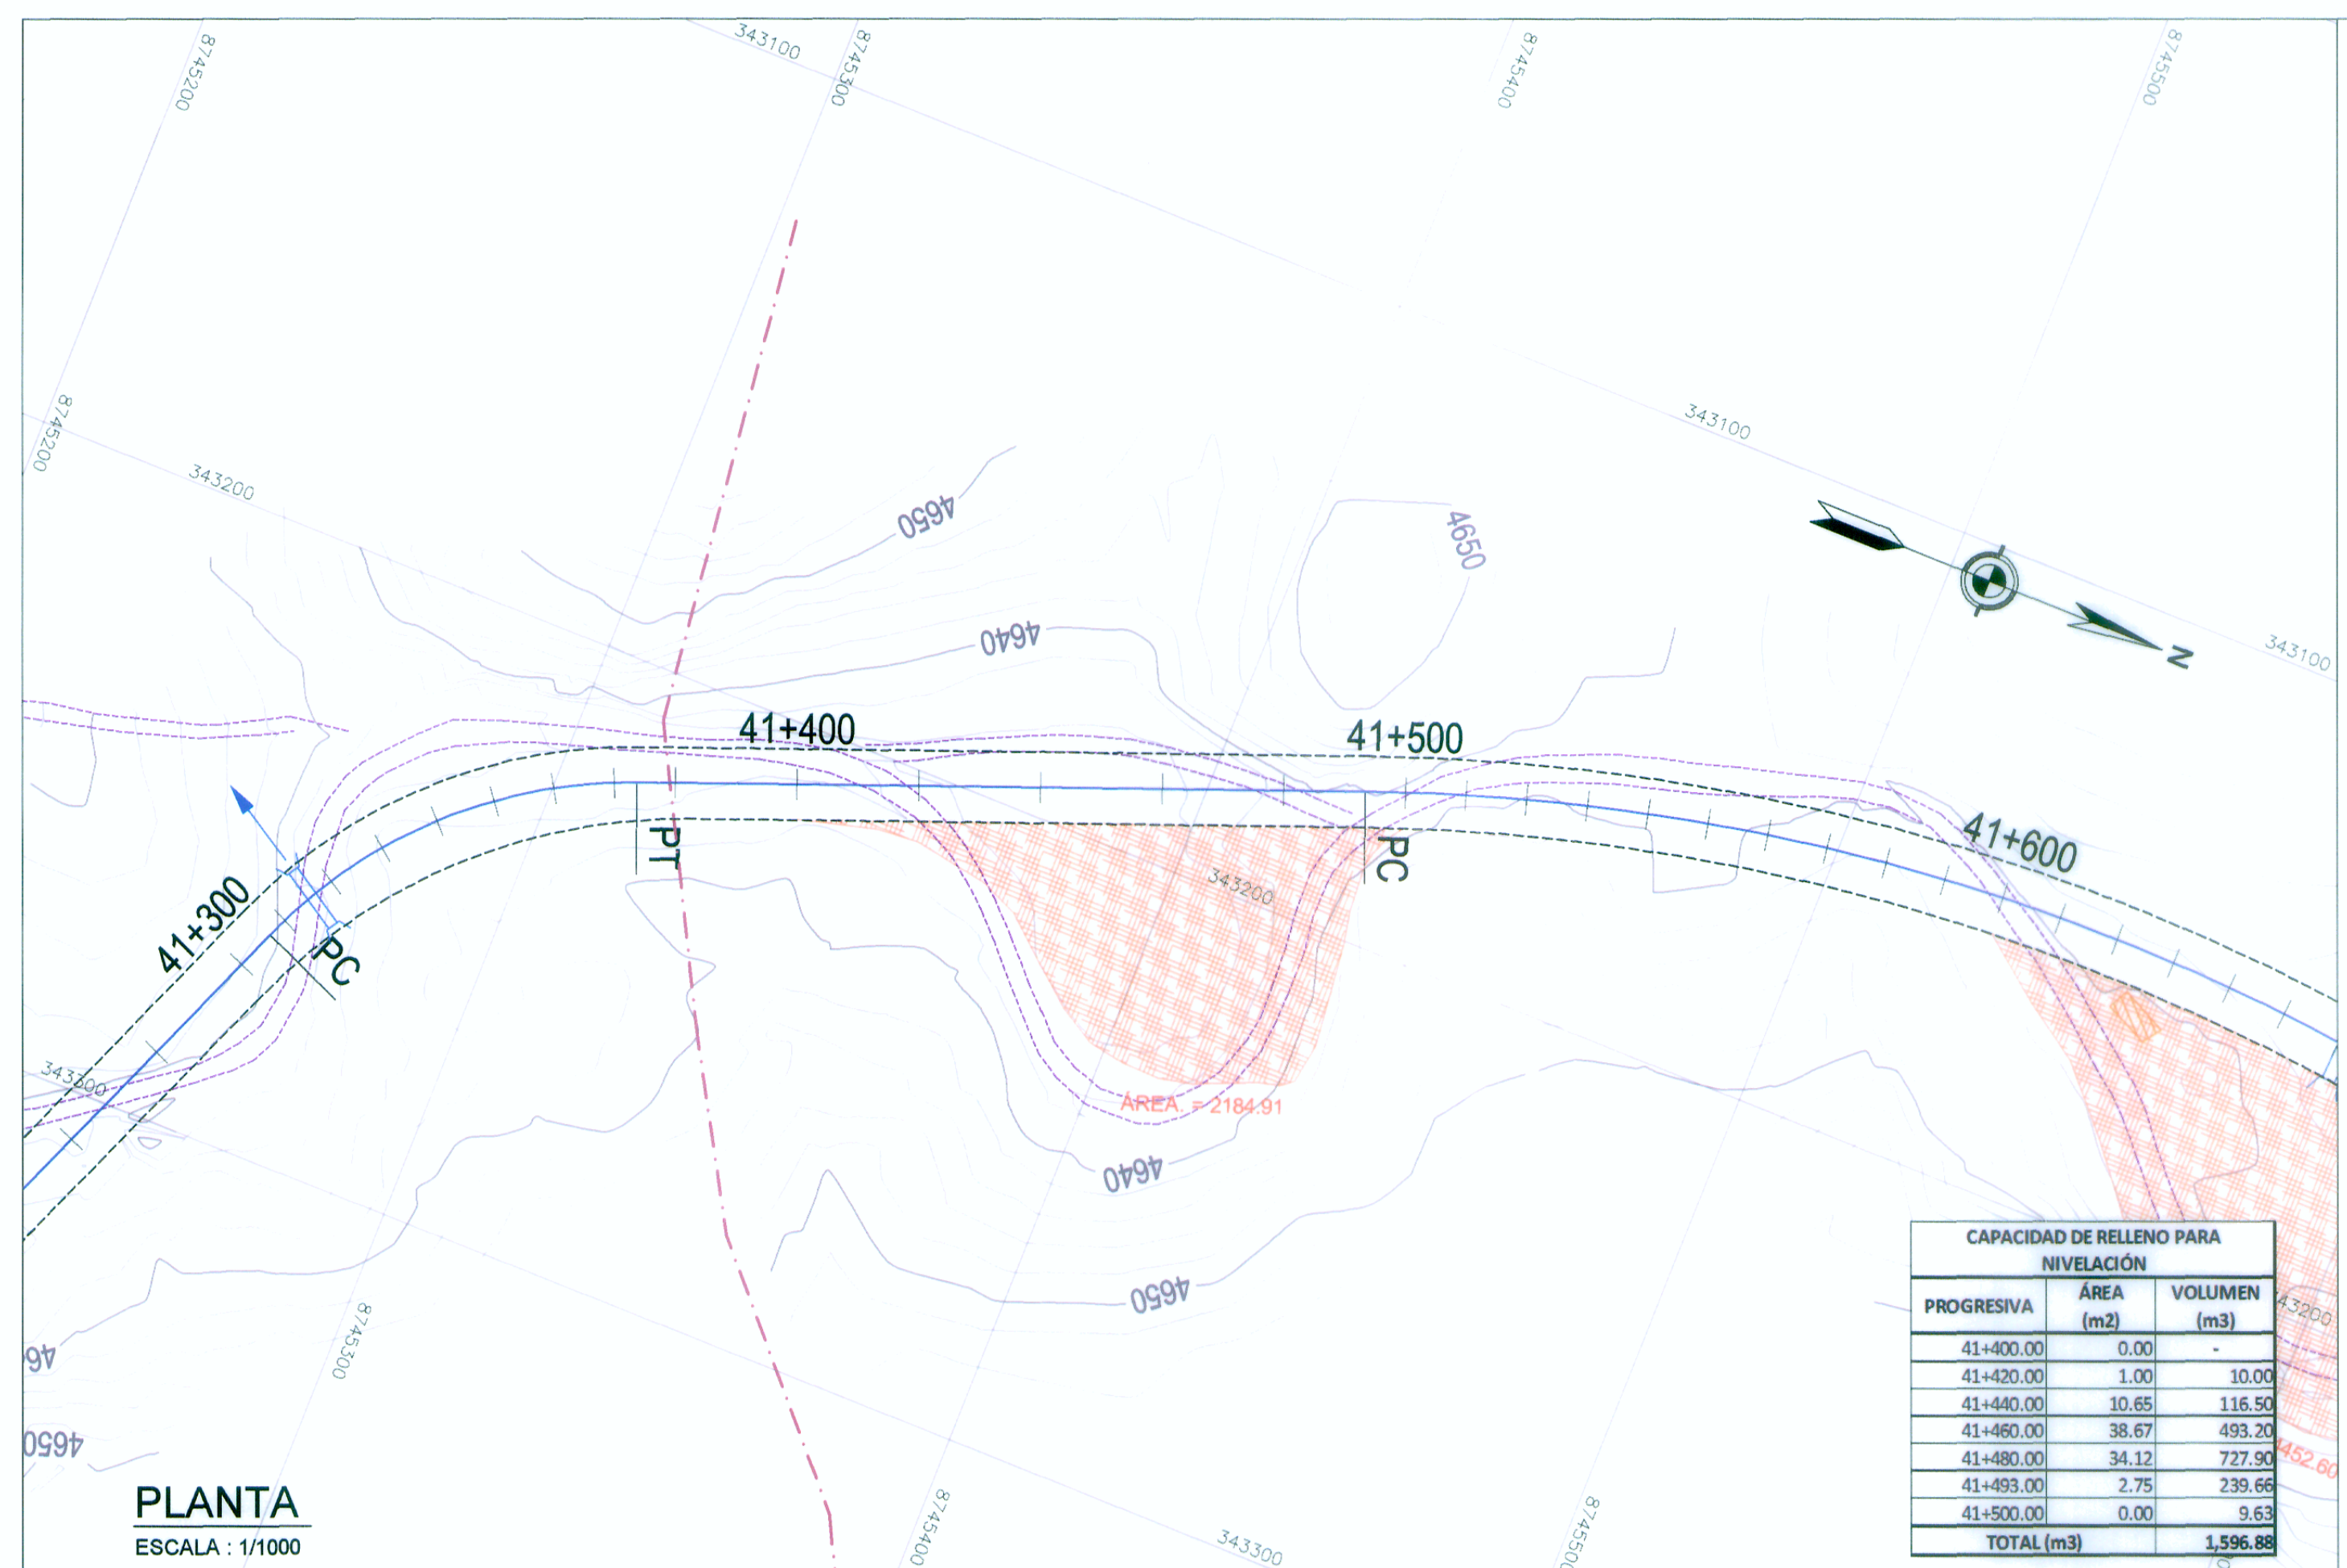 343100
8745200
8745300
8745400
8745500
8745200
343200
343100
4650
4650
4640
N
343100
41+400
41+500
41+600
PT
PC
343200
41+300
PC
343300
ÁREA. = 2184.91
4640
4650
8745300
343200
4650
4452.60
8745400
343300
8745500
PLANTA
ESCALA : 1/1000
CAPACIDAD DE RELLENO PARA
NIVELACIÓN
PROGRESIVA ÁREA (m2) VOLUMEN (m3)
41+400.00 0.00 -
41+420.00 1.00 10.00
41+440.00 10.65 116.50
41+460.00 38.67 493.20
41+480.00 34.12 727.90
41+493.00 2.75 239.66
41+500.00 0.00 9.63
TOTAL (m3) 1,596.88